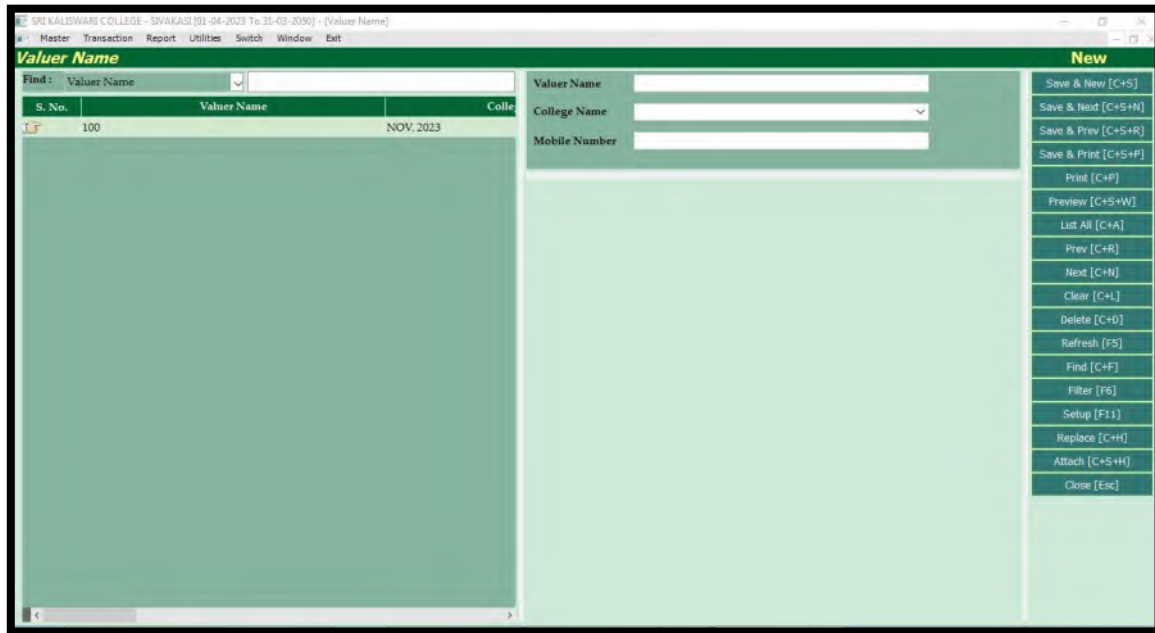 SRI KALISWARI COLLEGE - SIVAKASI [01-04-2023 To 31-03-2090] - [Valuer Name]
Master Transaction Report Utilities Switch Window Exit
Valuer Name
New
Find : Valuer Name
S. No. Valuer Name Colle
100 NOV. 2023
Valuer Name
College Name
Mobile Number
Save & New [C+S]
Save & Next [C+S+N]
Save & Prev [C+S+R]
Save & Print [C+S+P]
Print [C+P]
Preview [C+S+W]
List All [C+A]
Prev [C+R]
Next [C+N]
Clear [C+L]
Delete [C+D]
Refresh [F5]
Find [C+F]
Filter [F6]
Setup [F11]
Replace [C+H]
Attach [C+S+H]
Close [Esc]